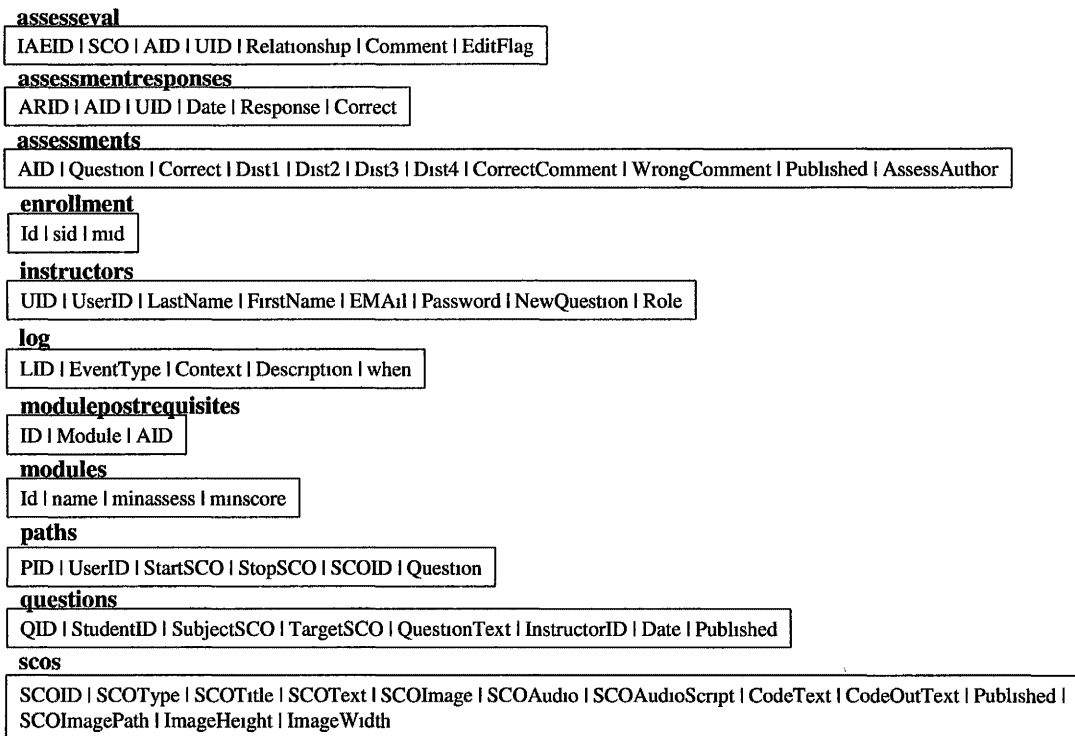 assesseval
IAEID | SCO | AID | UID | Relationship | Comment | EditFlag
assessmentresponses
ARID | AID | UID | Date | Response | Correct
assessments
AID | Question | Correct | Dist1 | Dist2 | Dist3 | Dist4 | CorrectComment | WrongComment | Published | AssessAuthor
enrollment
Id | sid | mid
instructors
UID | UserID | LastName | FirstName | EMAil | Password | NewQuestion | Role
log
LID | EventType | Context | Description | when
modulepostrequisites
ID | Module | AID
modules
Id | name | minassess | minscore
paths
PID | UserID | StartSCO | StopSCO | SCOID | Question
questions
QID | StudentID | SubjectSCO | TargetSCO | QuestionText | InstructorID | Date | Published
scos
SCOID | SCOType | SCOTitle | SCOText | SCOImage | SCOAudio | SCOAudioScript | CodeText | CodeOutText | Published |
SCOImagePath | ImageHeight | ImageWidth